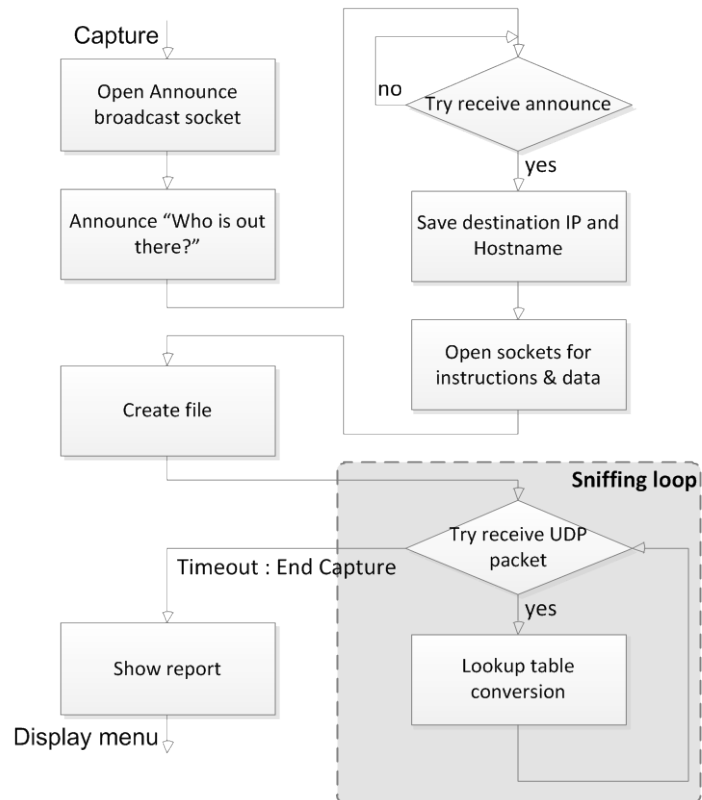 Capture
Open Announce
broadcast socket
Announce “Who is out
there?”
Try receive announce
no
yes
Save destination IP and
Hostname
Open sockets for
instructions & data
Create file
Sniffing loop
Try receive UDP
packet
Timeout : End Capture
yes
Lookup table
conversion
Show report
Display menu